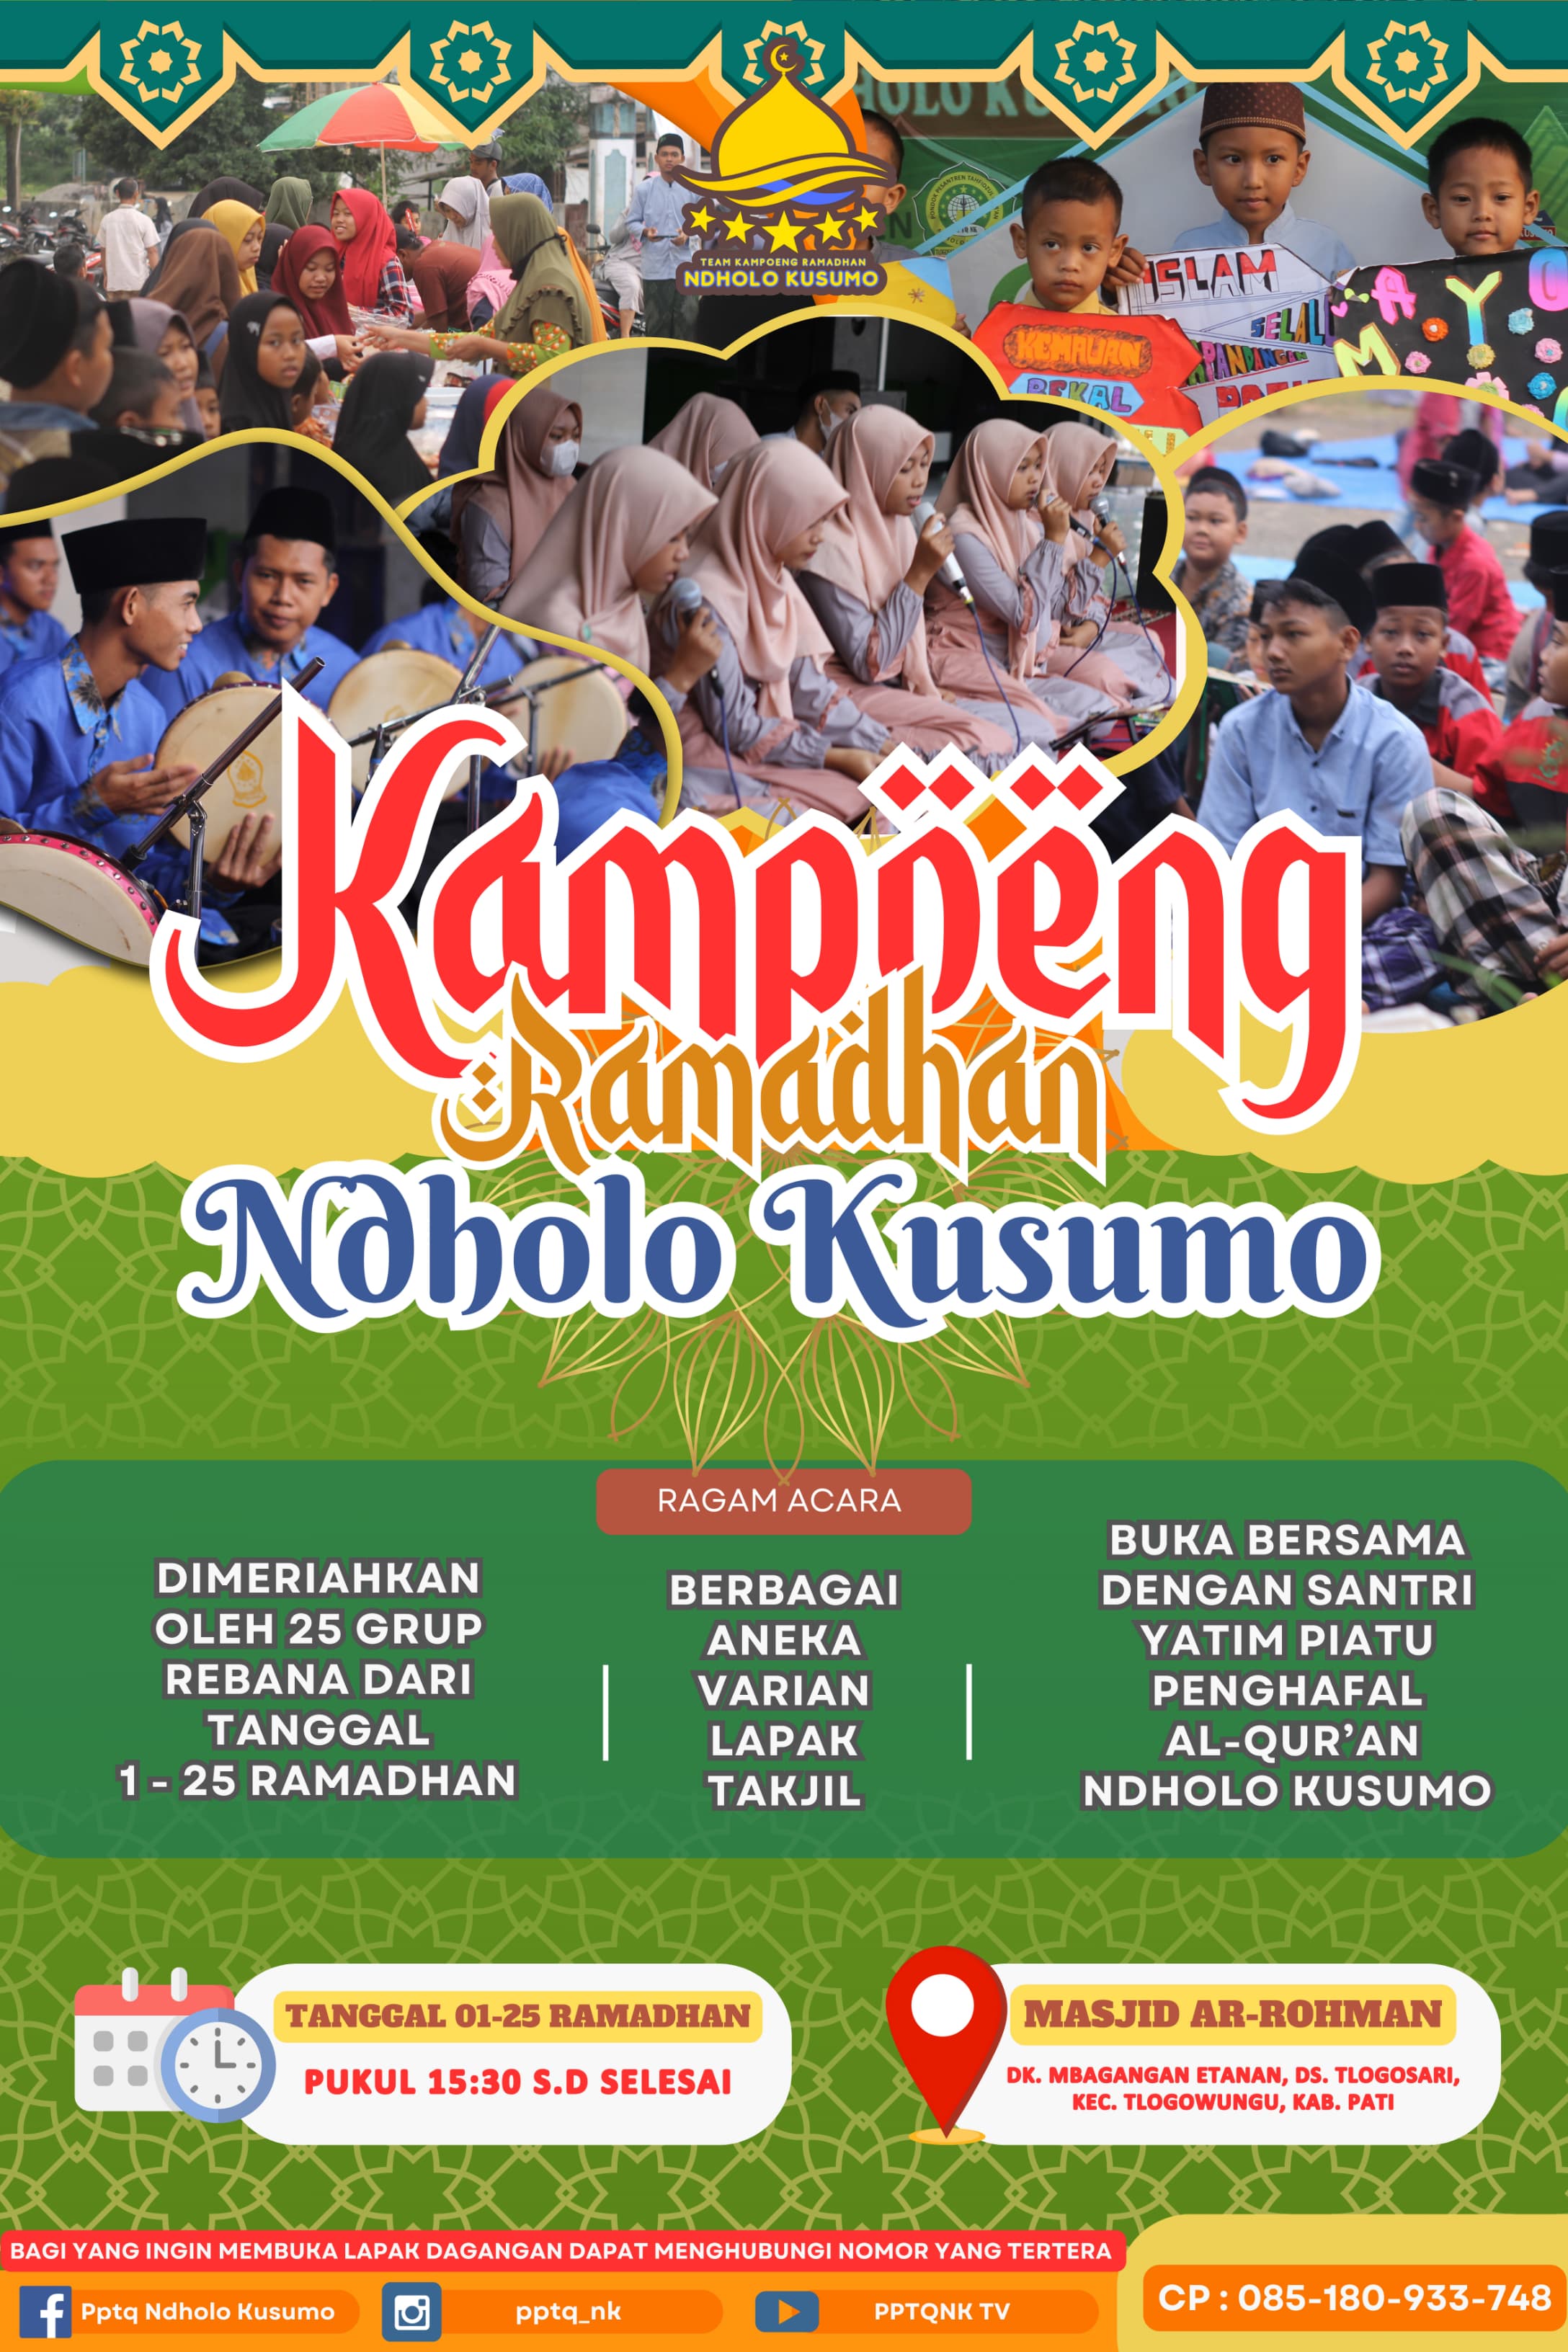 HOLO KUSUMO
TEAM KAMPOENG RAMADHAN
NDHOLO KUSUMO
ISLAM
SELALU
KEMAUAN
BEKAL
MAYO
Kampoeng
Ramadhan
Ndholo Kusumo
RAGAM ACARA
DIMERIAHKAN
OLEH 25 GRUP
REBANA DARI
TANGGAL
1 - 25 RAMADHAN
BERBAGAI
ANEKA
VARIAN
LAPAK
TAKJIL
BUKA BERSAMA
DENGAN SANTRI
YATIM PIATU
PENGHAFAL
AL-QUR’AN
NDHOLO KUSUMO
TANGGAL 01-25 RAMADHAN
PUKUL 15:30 S.D SELESAI
MASJID AR-ROHMAN
DK. MBAGANGAN ETANAN, DS. TLOGOSARI,
KEC. TLOGOWUNGU, KAB. PATI
BAGI YANG INGIN MEMBUKA LAPAK DAGANGAN DAPAT MENGHUBUNGI NOMOR YANG TERTERA
Pptq Ndholo Kusumo
pptq_nk
PPTQNK TV
CP : 085-180-933-748